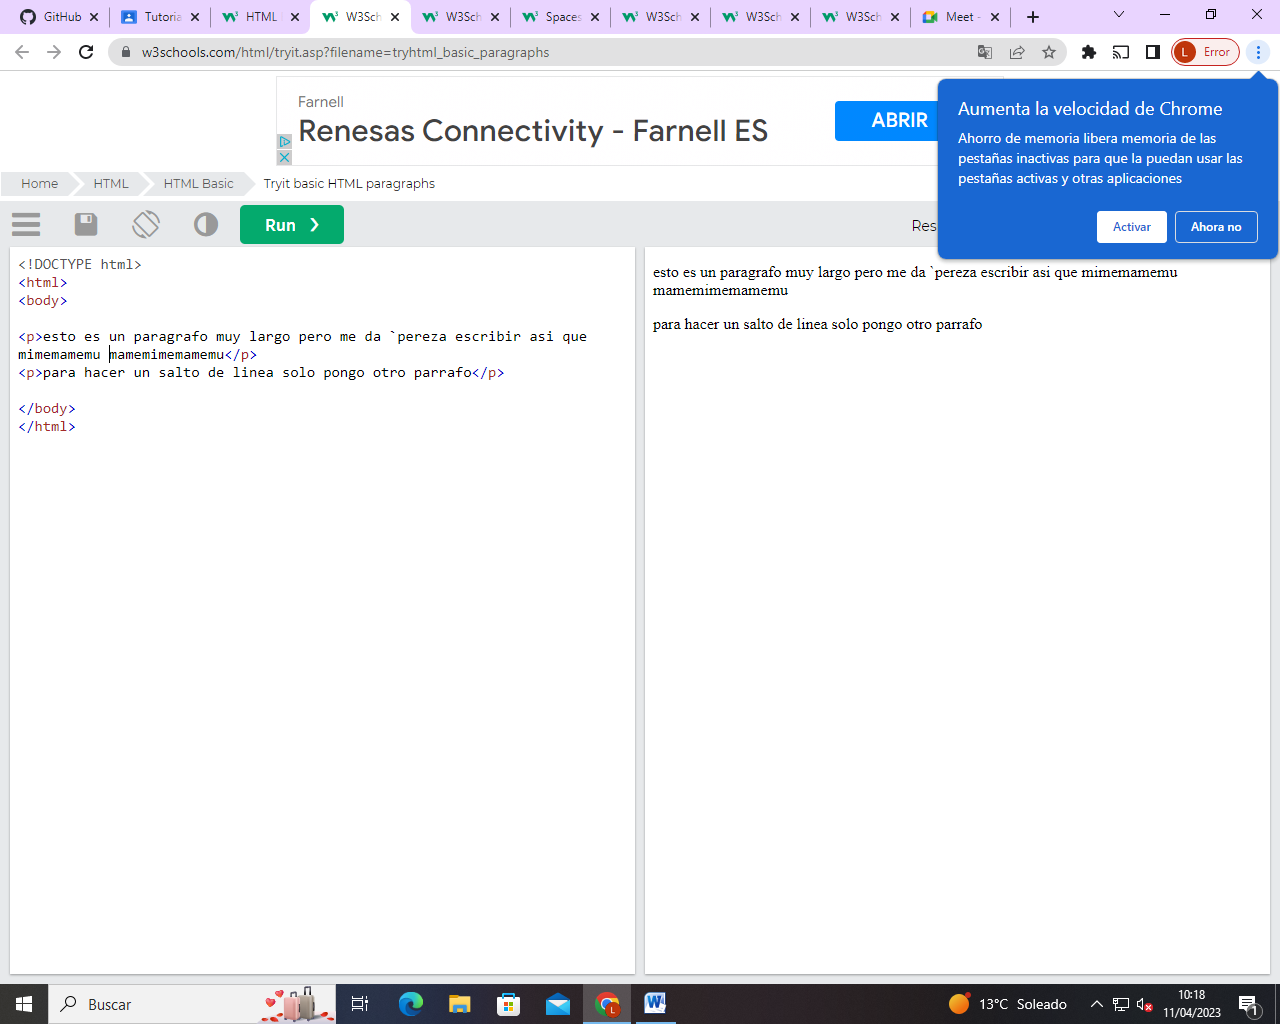 GitHub
Tutoria
HTML
W3Sch
W3Sch
Spaces
W3Sch
W3Sch
W3Sch
Meet -
w3schools.com/html/tryit.asp?filename=tryhtml_basic_paragraphs
L Error
Farnell
Renesas Connectivity - Farnell ES
ABRIR
Aumenta la velocidad de Chrome
Ahorro de memoria libera memoria de las
pestañas inactivas para que la puedan usar las
pestañas activas y otras aplicaciones
Activar
Ahora no
Home
HTML
HTML Basic
Tryit basic HTML paragraphs
Run ❯
Res
<!DOCTYPE html>
<html>
<body>
<p>esto es un paragrafo muy largo pero me da `pereza escribir asi que
mimemamemu mamemimemamemu</p>
<p>para hacer un salto de linea solo pongo otro parrafo</p>
</body>
</html>
esto es un paragrafo muy largo pero me da `pereza escribir asi que mimemamemu
mamemimemamemu
para hacer un salto de linea solo pongo otro parrafo
Buscar
L
13°C Soleado
10:18
11/04/2023
1